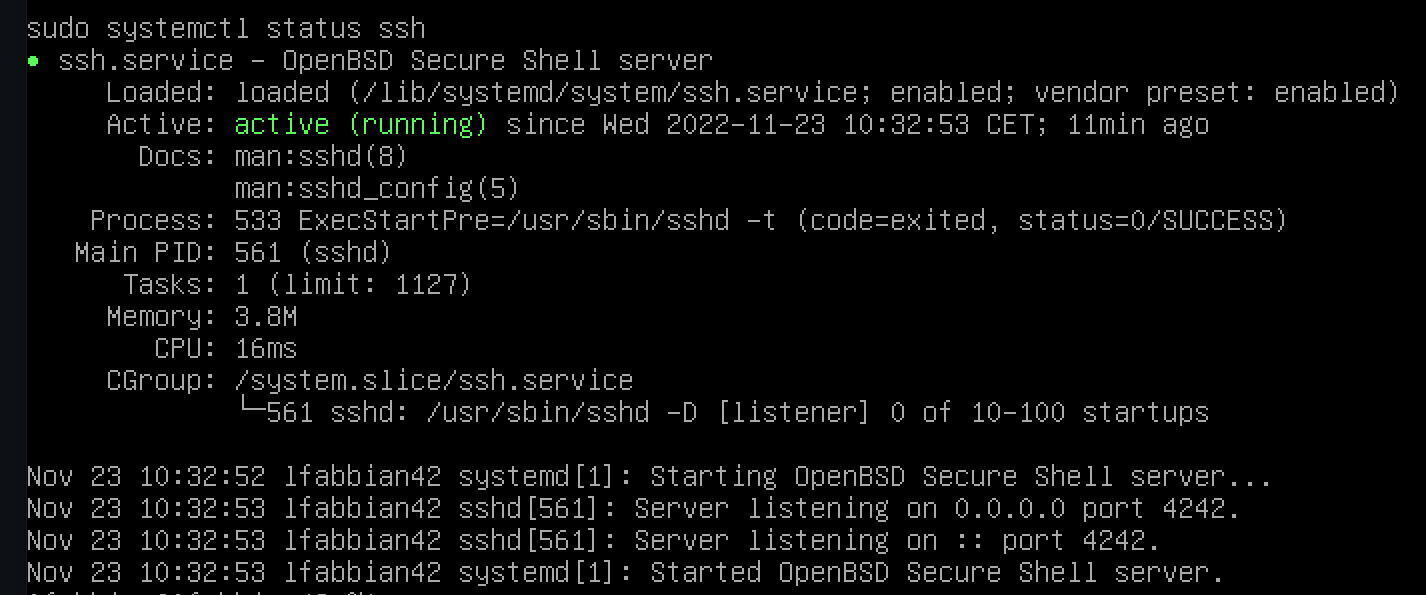 sudo systemctl status ssh
● ssh.service - OpenBSD Secure Shell server
Loaded: loaded (/lib/systemd/system/ssh.service; enabled; vendor preset: enabled)
Active: active (running) since Wed 2022-11-23 10:32:53 CET; 11min ago
Docs: man:sshd(8)
man:sshd_config(5)
Process: 533 ExecStartPre=/usr/sbin/sshd -t (code=exited, status=0/SUCCESS)
Main PID: 561 (sshd)
Tasks: 1 (limit: 1127)
Memory: 3.8M
CPU: 16ms
CGroup: /system.slice/ssh.service
└─561 sshd: /usr/sbin/sshd -D [listener] 0 of 10-100 startups
Nov 23 10:32:52 lfabbian42 systemd[1]: Starting OpenBSD Secure Shell server...
Nov 23 10:32:53 lfabbian42 sshd[561]: Server listening on 0.0.0.0 port 4242.
Nov 23 10:32:53 lfabbian42 sshd[561]: Server listening on :: port 4242.
Nov 23 10:32:53 lfabbian42 systemd[1]: Started OpenBSD Secure Shell server.